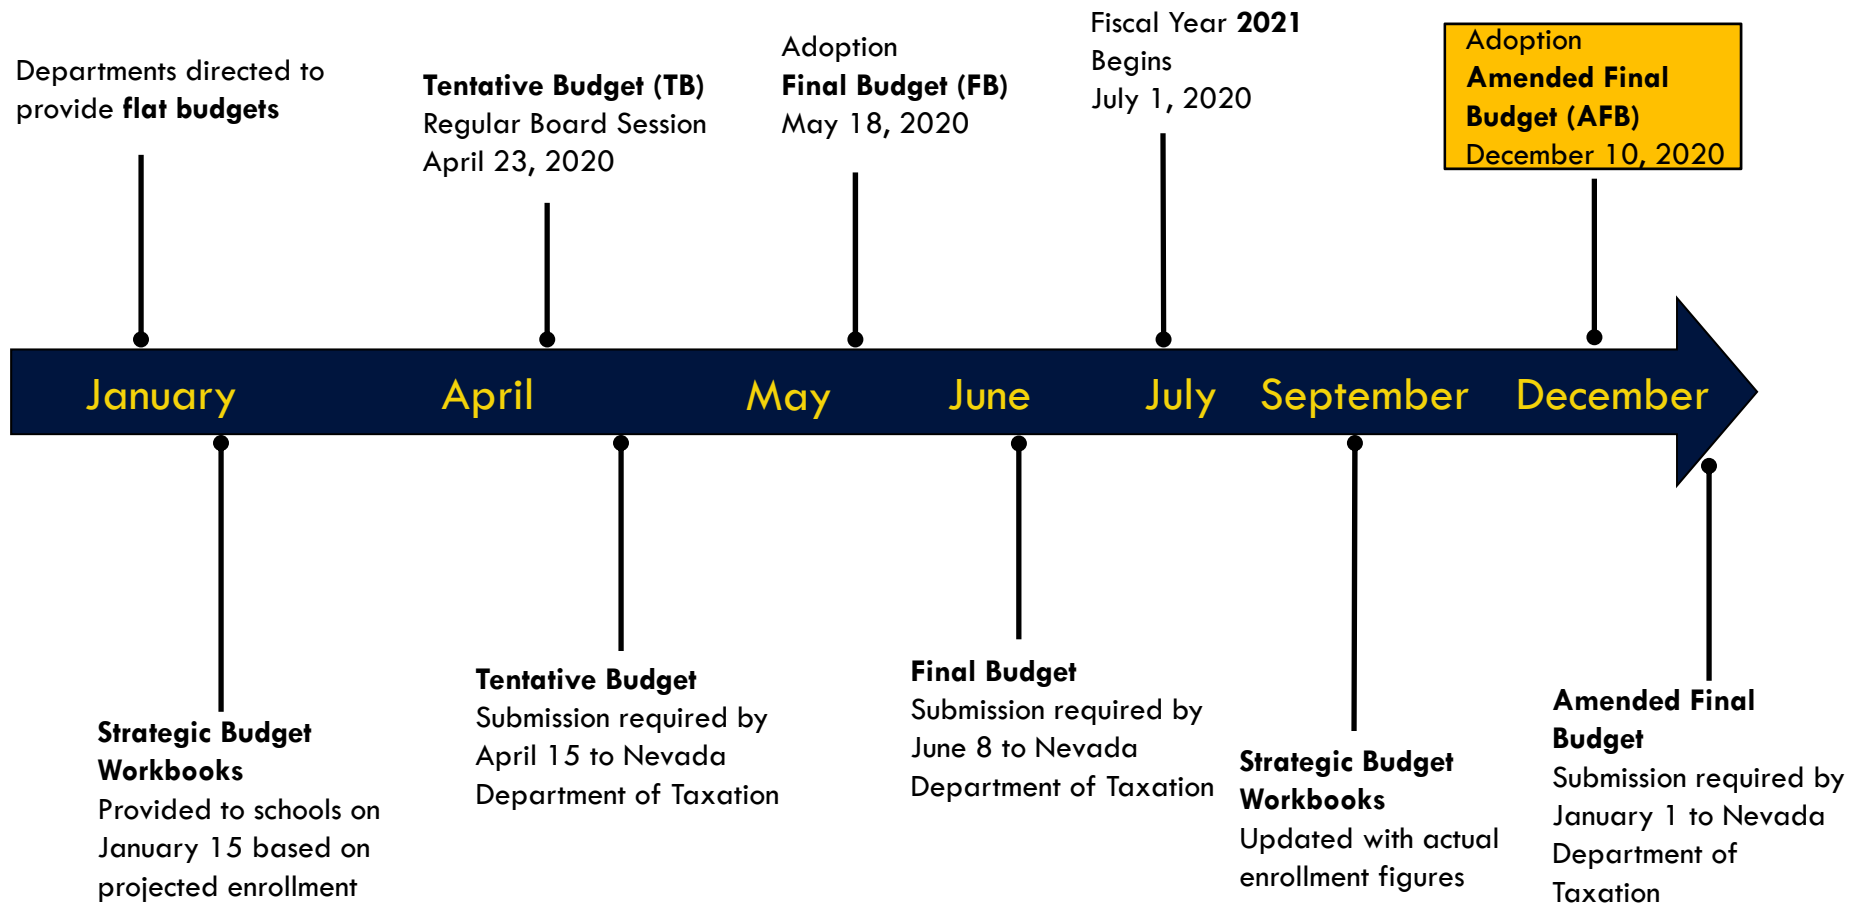 Departments directed to
provide flat budgets
Tentative Budget (TB)
Regular Board Session
April 23, 2020
Adoption
Final Budget (FB)
May 18, 2020
Fiscal Year 2021
Begins
July 1, 2020
Adoption
Amended Final
Budget (AFB)
December 10, 2020
January
April
May
June
July
September
December
Strategic Budget
Workbooks
Provided to schools on
January 15 based on
projected enrollment
Tentative Budget
Submission required by
April 15 to Nevada
Department of Taxation
Final Budget
Submission required by
June 8 to Nevada
Department of Taxation
Strategic Budget
Workbooks
Updated with actual
enrollment figures
Amended Final
Budget
Submission required by
January 1 to Nevada
Department of
Taxation